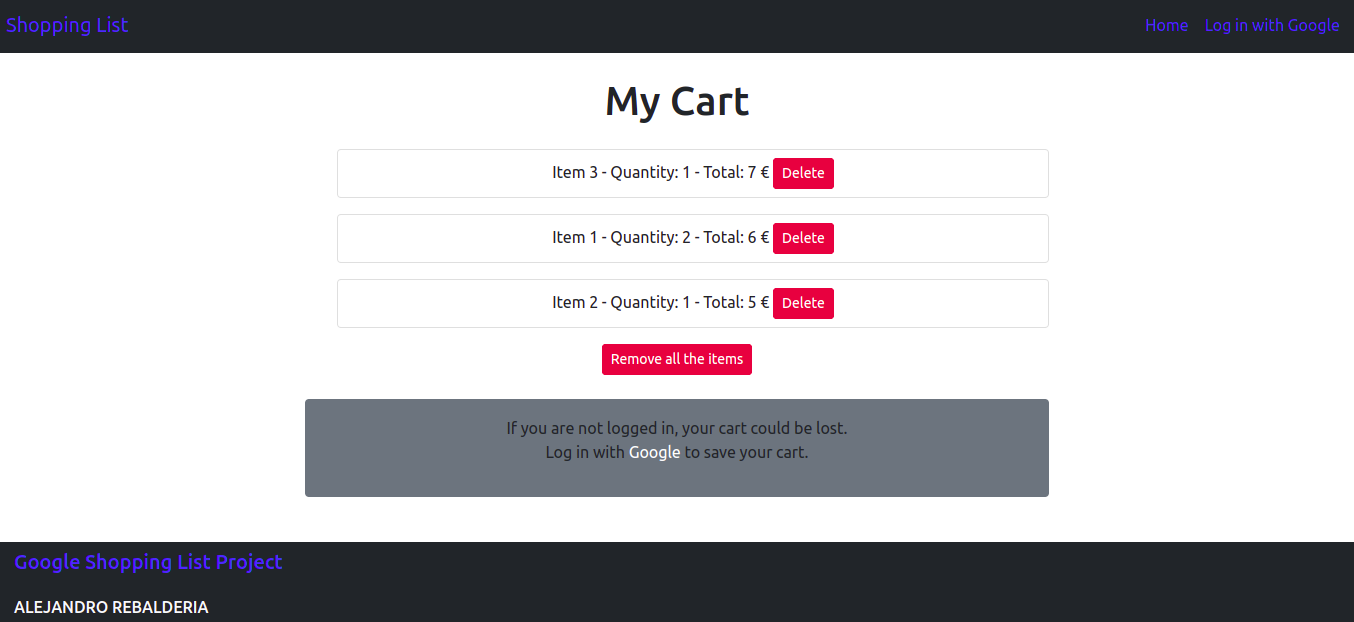 Shopping List
Home
Log in with Google
My Cart
Item 3 - Quantity: 1 - Total: 7 € Delete
Item 1 - Quantity: 2 - Total: 6 € Delete
Item 2 - Quantity: 1 - Total: 5 € Delete
Remove all the items
If you are not logged in, your cart could be lost.
Log in with Google to save your cart.
Google Shopping List Project
ALEJANDRO REBALDERIA